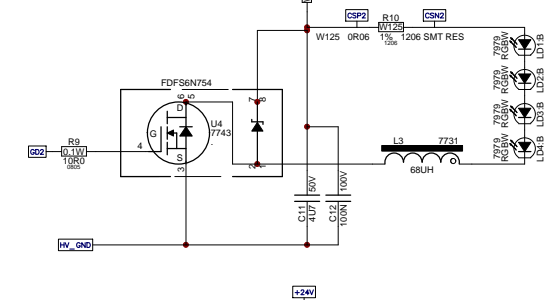 CSP2
R10
CSN2
W125
W125 0R06
1%
1206
1206 SMT RES
7979
RGBW
LD1:B
7979
RGBW
LD2:B
7979
RGBW
LD3:B
7979
RGBW
LD4:B
FDFS6N754
6
5
7
8
D
U4
7743
G
S
R9
GD2
0.1W
10R0
0805
4
3
L3
7731
68UH
C11
4U7
50V
C12
100N
100V
HV_GND
+24V